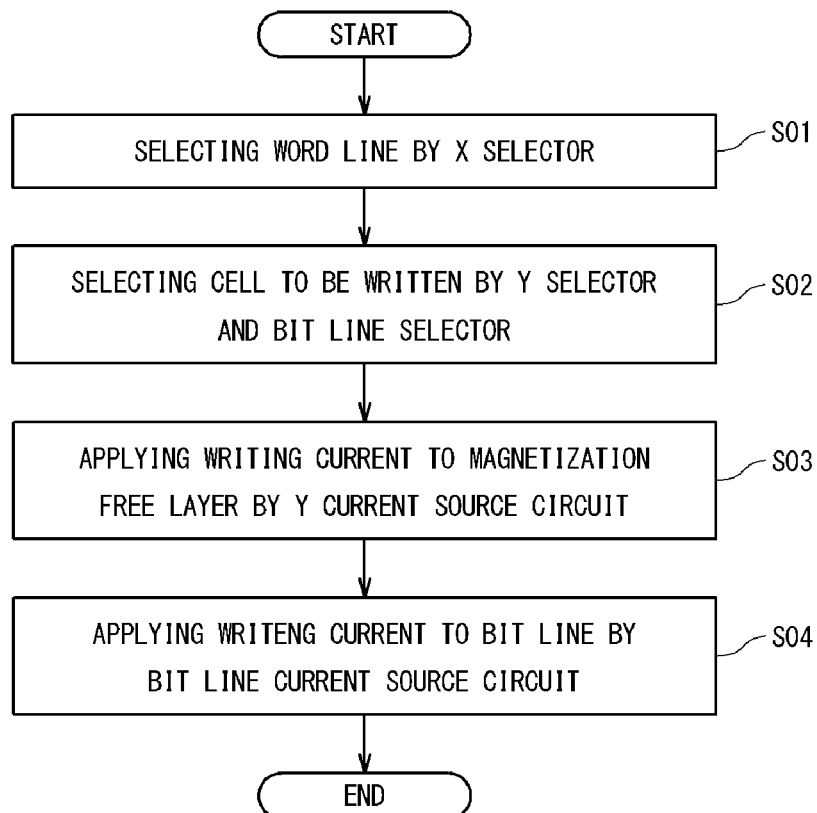 START
SELECTING WORD LINE BY X SELECTOR
S01
SELECTING CELL TO BE WRITTEN BY Y SELECTOR
AND BIT LINE SELECTOR
S02
APPLYING WRITING CURRENT TO MAGNETIZATION
FREE LAYER BY Y CURRENT SOURCE CIRCUIT
S03
APPLYING WRITENG CURRENT TO BIT LINE BY
BIT LINE CURRENT SOURCE CIRCUIT
S04
END